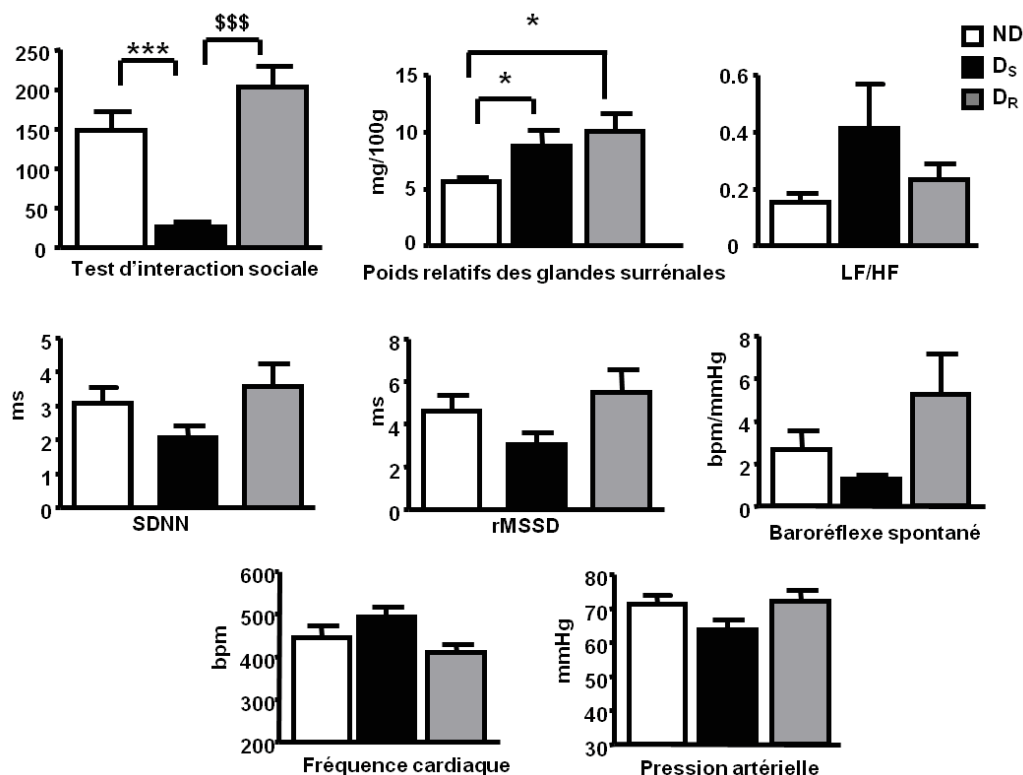 ND
D_S
D_R
***
$$$
250
200
150
100
50
0
Test d'interaction sociale
*
*
mg/100g
15
10
5
0
Poids relatifs des glandes surrénales
0.6
0.4
0.2
0
LF/HF
ms
5
4
3
2
1
0
SDNN
ms
8
6
4
2
0
rMSSD
bpm/mmHg
8
6
4
2
0
Baroréflexe spontané
bpm
600
500
400
300
200
Fréquence cardiaque
mmHg
80
70
60
50
40
30
Pression artérielle